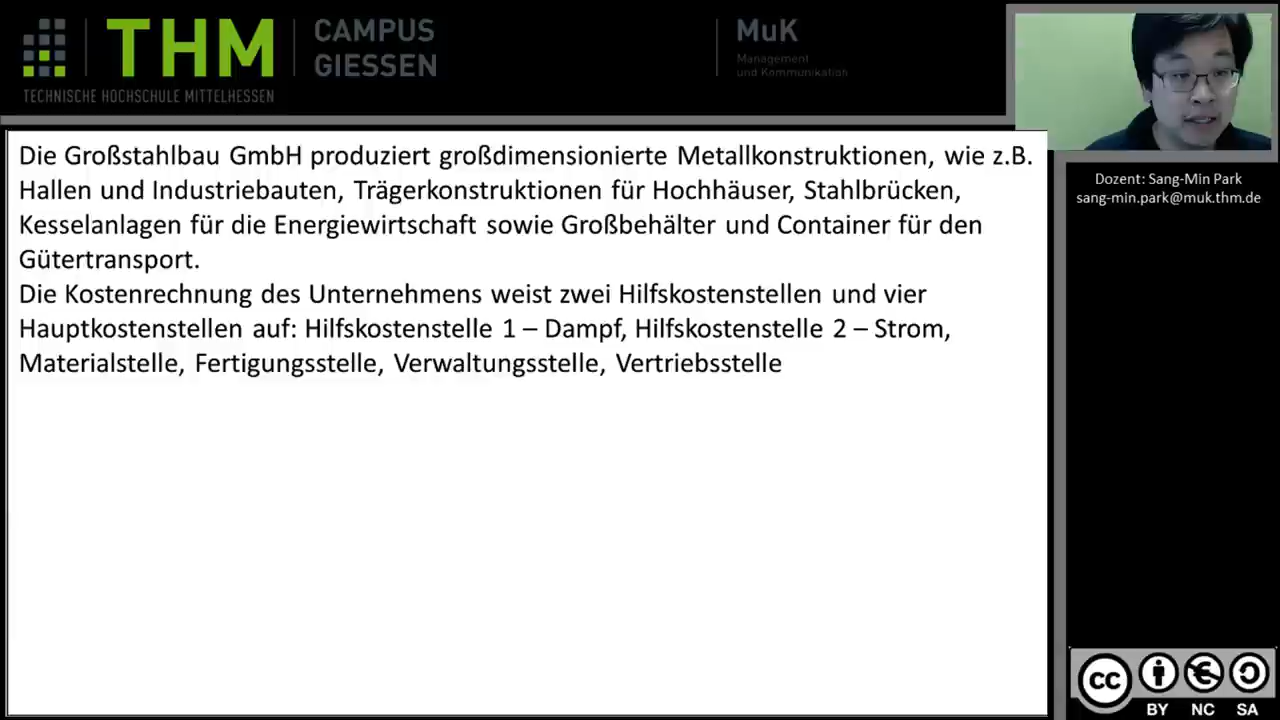 THM
CAMPUS
GIESSEN
TECHNISCHE HOCHSCHULE MITTELHESSEN
MuK
Management
und Kommunikation
Die Großstahlbau GmbH produziert großdimensionierte Metallkonstruktionen, wie z.B.
Hallen und Industriebauten, Trägerkonstruktionen für Hochhäuser, Stahlbrücken,
Kesselanlagen für die Energiewirtschaft sowie Großbehälter und Container für den
Gütertransport.
Die Kostenrechnung des Unternehmens weist zwei Hilfskostenstellen und vier
Hauptkostenstellen auf: Hilfskostenstelle 1 – Dampf, Hilfskostenstelle 2 – Strom,
Materialstelle, Fertigungsstelle, Verwaltungsstelle, Vertriebsstelle
Dozent: Sang-Min Park
sang-min.park@muk.thm.de
cc
BY NC SA